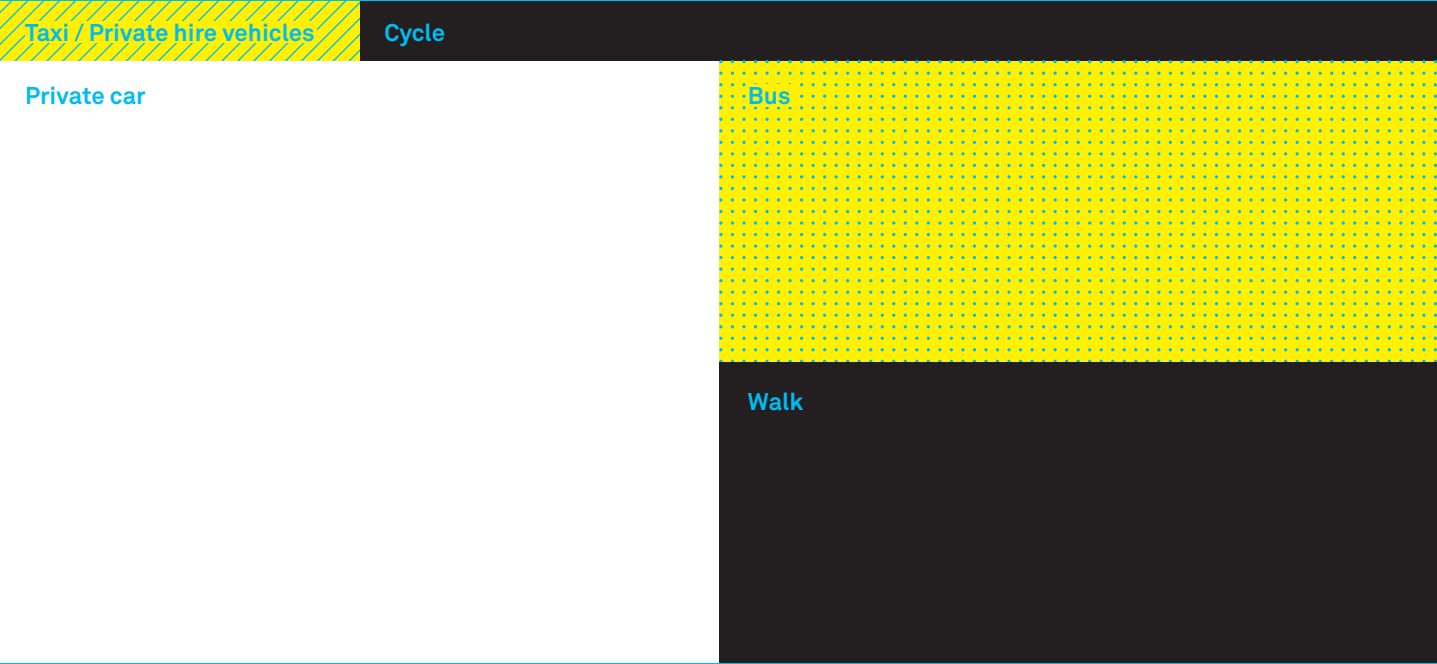 Taxi / Private hire vehicles
Cycle
Private car
Bus
Walk